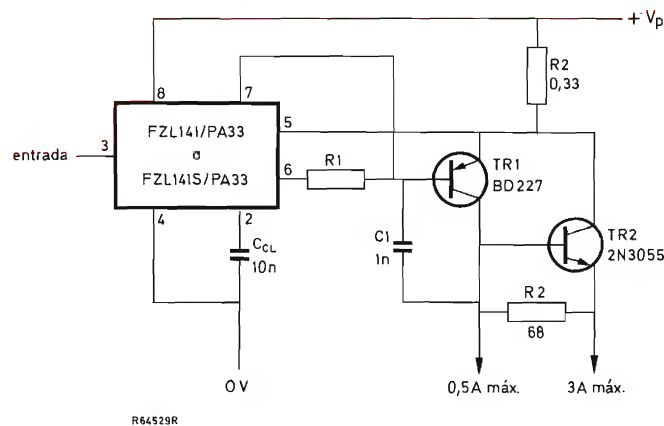 + Vp
R2
0,33
8
7
FZL141/PA33
o
FZL141S/PA33
5
3
entrada
6
R1
TR1
BD227
4
2
CCL
10n
C1
1n
TR2
2N3055
R2
68
0V
0,5A máx.
3A máx.
R64529R